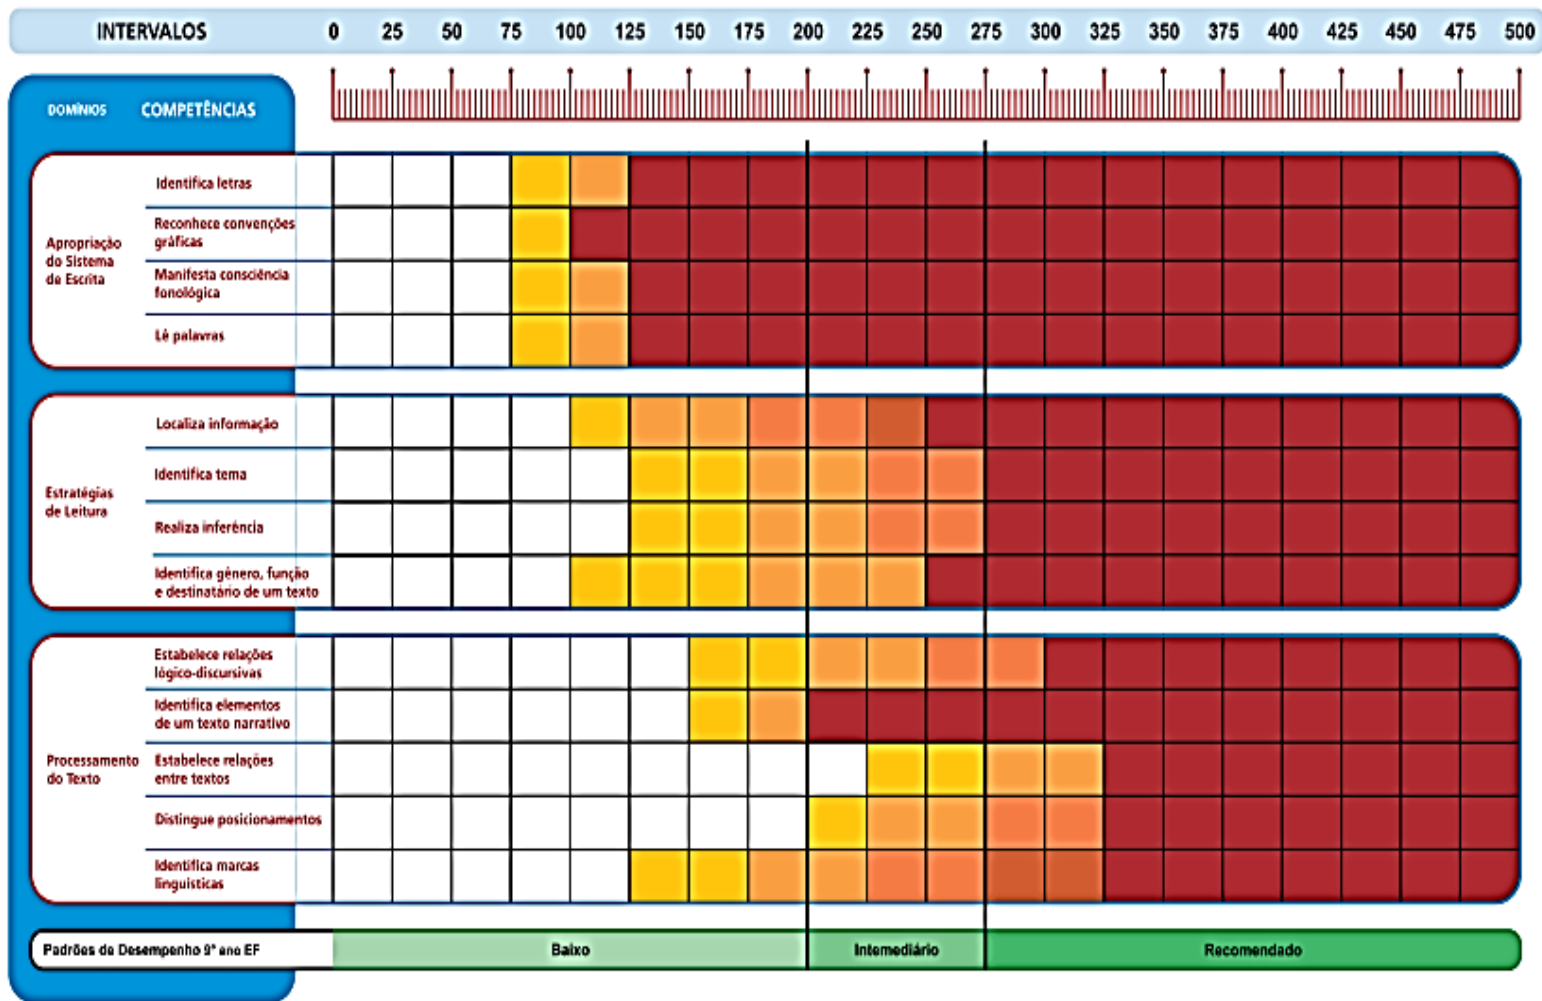 INTERVALOS 0 25 50 75 100 125 150 175 200 225 250 275 300 325 350 375 400 425 450 475 500
DOMÍNIOS COMPETÊNCIAS
Apropriação
do Sistema
de Escrita
Identifica letras
Reconhece convenções
gráficas
Manifesta consciência
fonológica
Lê palavras
Estratégias
de Leitura
Localiza informação
Identifica tema
Realiza inferência
Identifica gênero, função
e destinatário de um texto
Processamento
do Texto
Estabelece relações
lógico-discursivas
Identifica elementos
de um texto narrativo
Estabelece relações
entre textos
Distingue posicionamentos
Identifica marcas
linguísticas
Padrões de Desempenho 9º ano EF Baixo Intemediário Recomendado